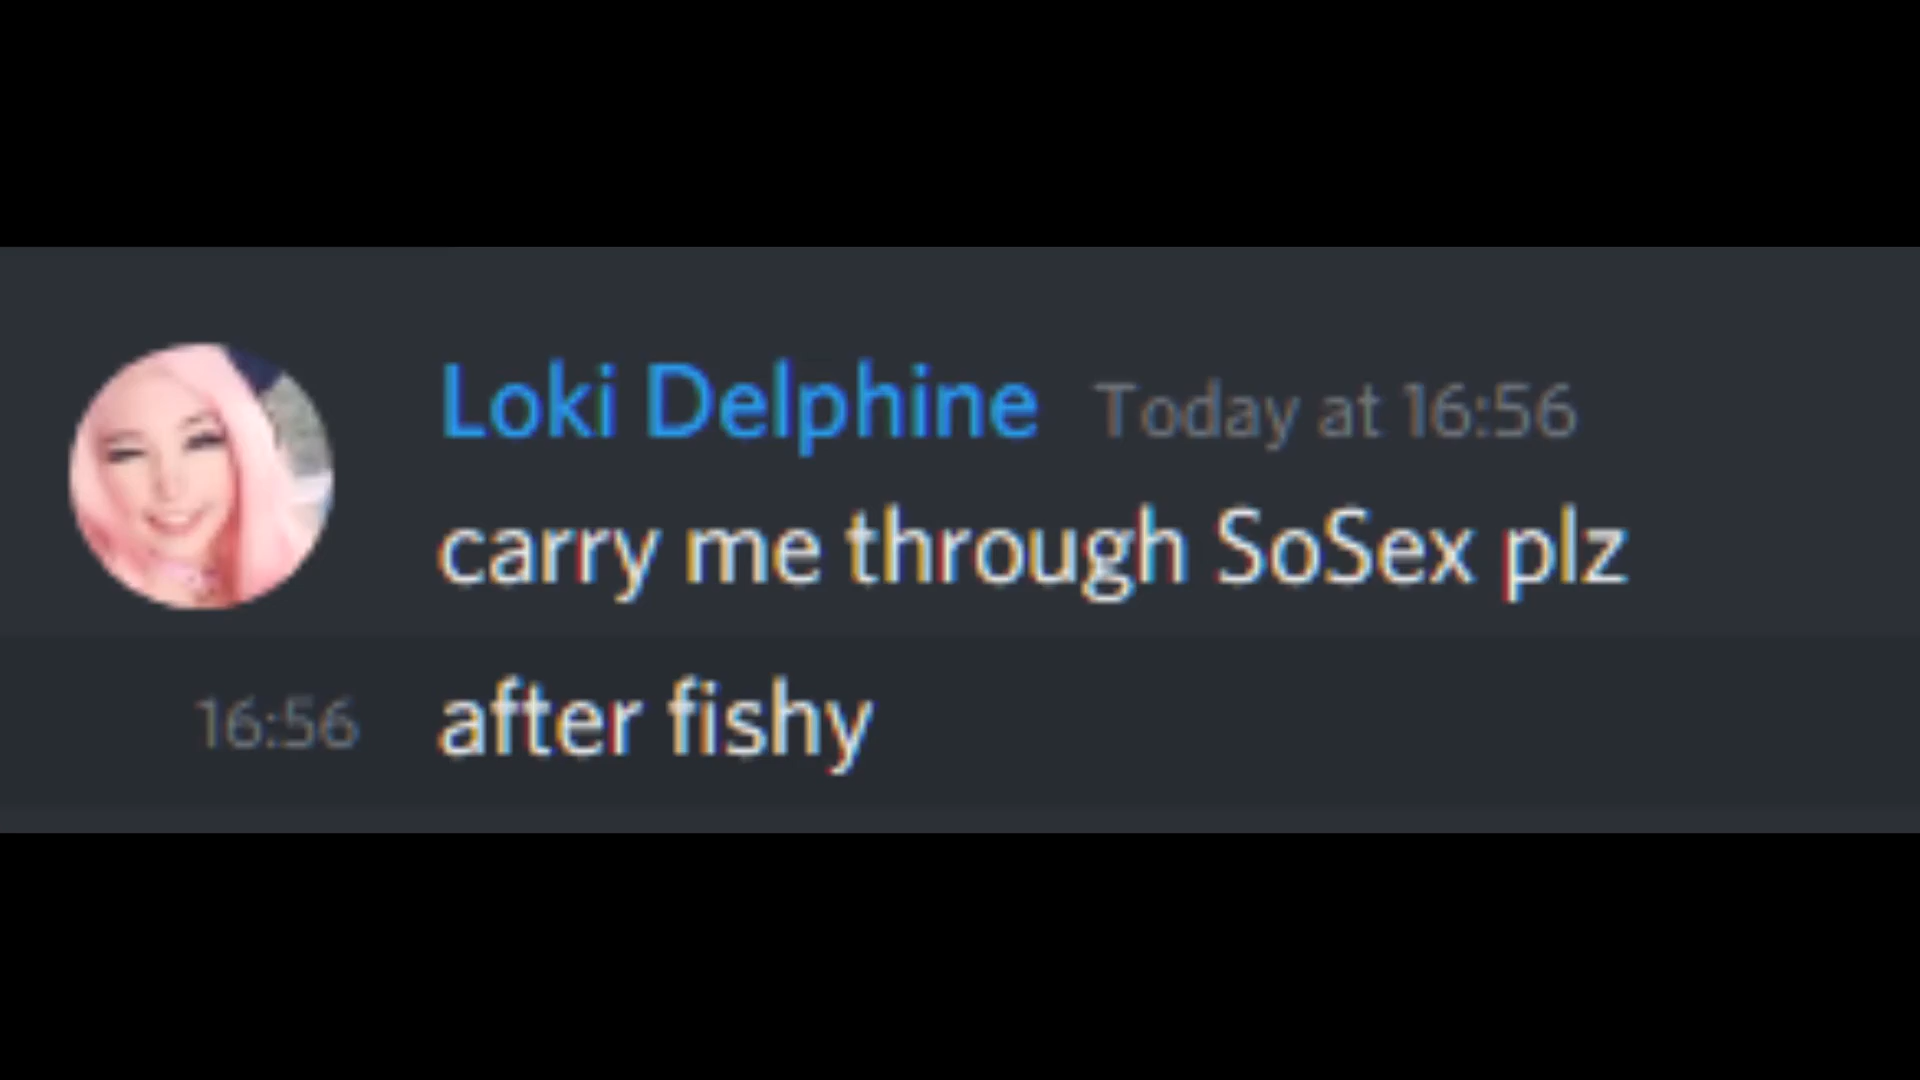 Loki Delphine Today at 16:56
carry me through SoSex plz
16:56 after fishy